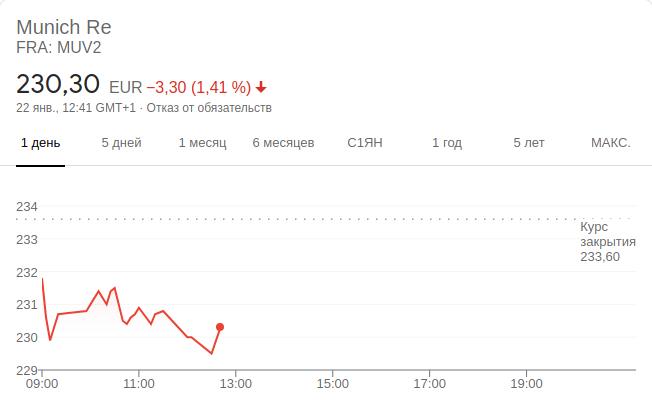 Munich Re
FRA: MUV2
230,30 EUR −3,30 (1,41 %)
22 янв., 12:41 GMT+1 · Отказ от обязательств
1 день 5 дней 1 месяц 6 месяцев С1ЯН 1 год 5 лет МАКС.
234
Курс
закрытия
233,60
233
232
231
230
229
09:00 11:00 13:00 15:00 17:00 19:00